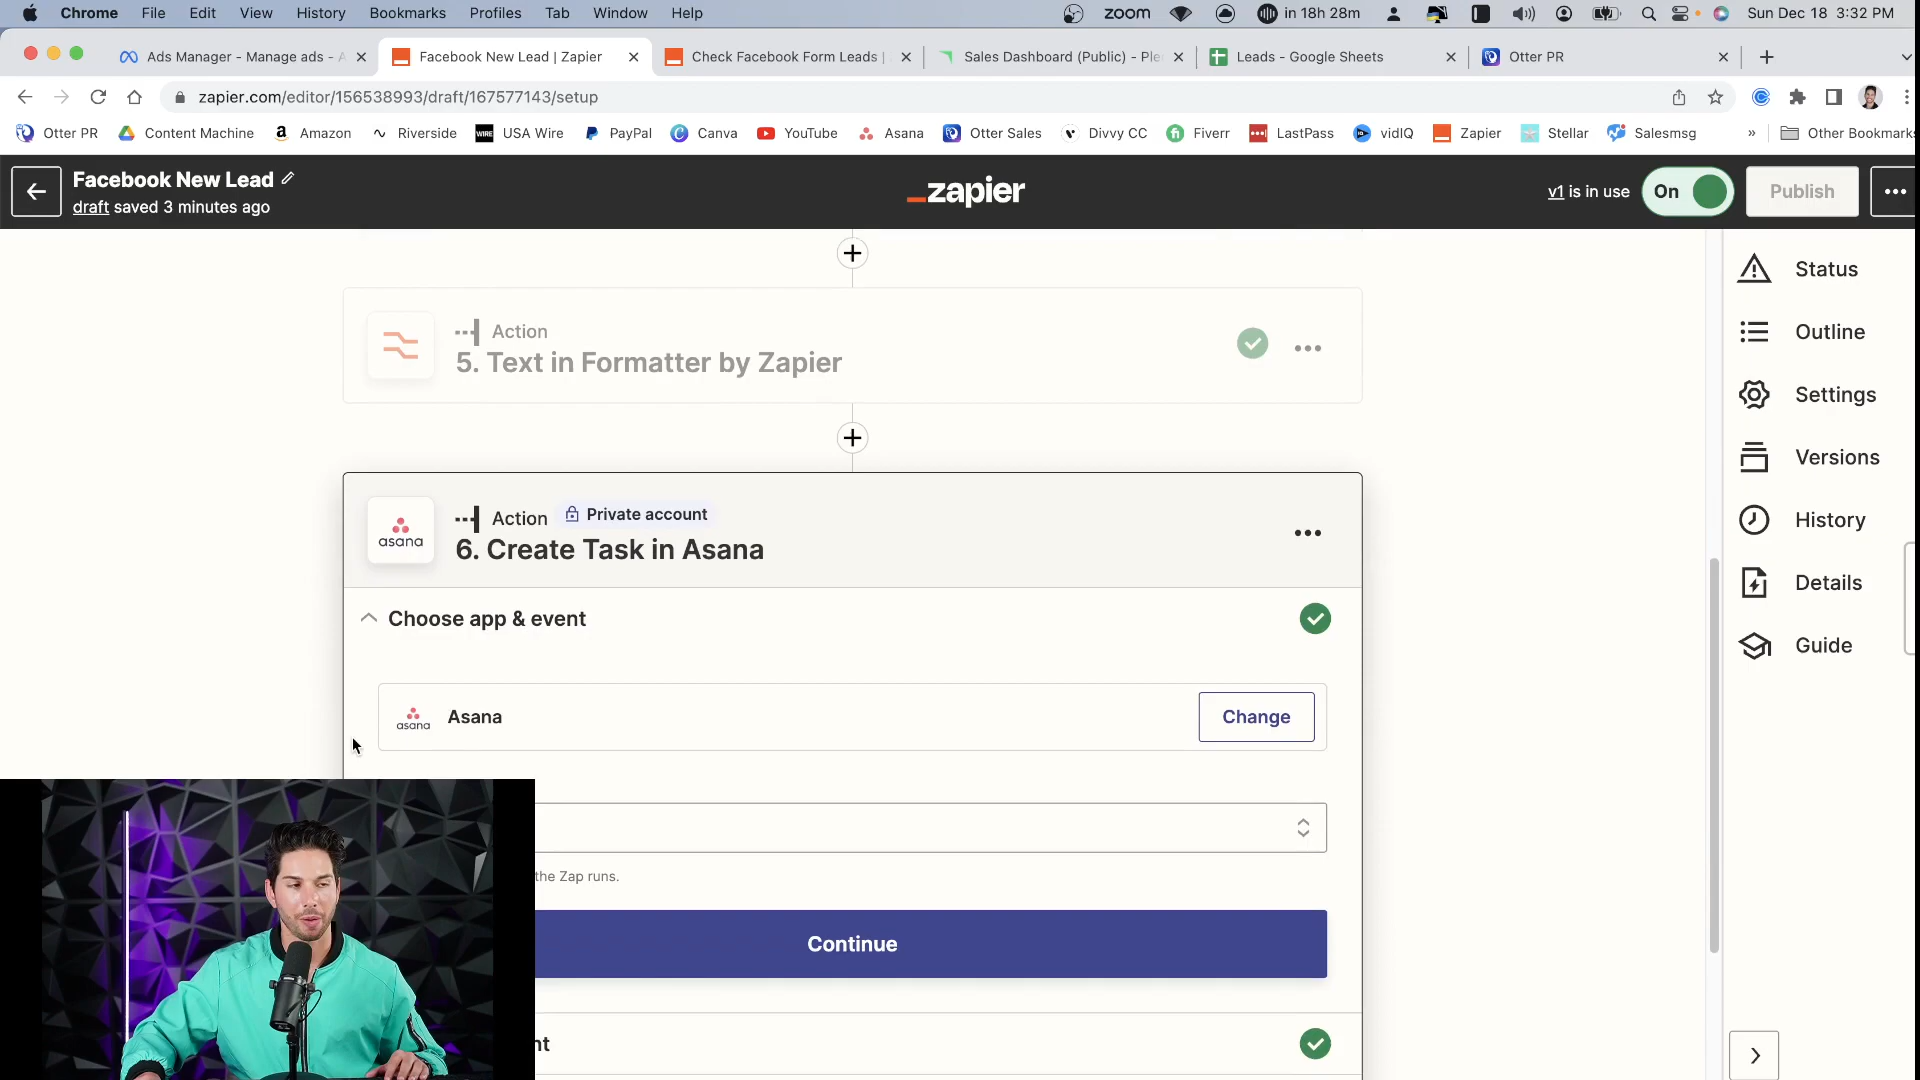 Chrome File Edit View History Bookmarks Profiles Tab Window Help zoom in 18h 28m Sun Dec 18 3:32 PM
Ads Manager - Manage ads - A Facebook New Lead | Zapier Check Facebook Form Leads | Sales Dashboard (Public) - Ple Leads - Google Sheets Otter PR
zapier.com/editor/156538993/draft/167577143/setup
Otter PR Content Machine Amazon Riverside WIRE USA Wire PayPal Canva YouTube Asana Otter Sales Divvy CC Fiverr LastPass vidIQ Zapier Stellar Salesmsg » Other Bookmarks
Facebook New Lead
draft saved 3 minutes ago
_zapier
v1 is in use On Publish
Action
5. Text in Formatter by Zapier
asana
Action Private account
6. Create Task in Asana
Choose app & event
asana Asana Change
the Zap runs.
Continue
nt
Status
Outline
Settings
Versions
History
Details
Guide